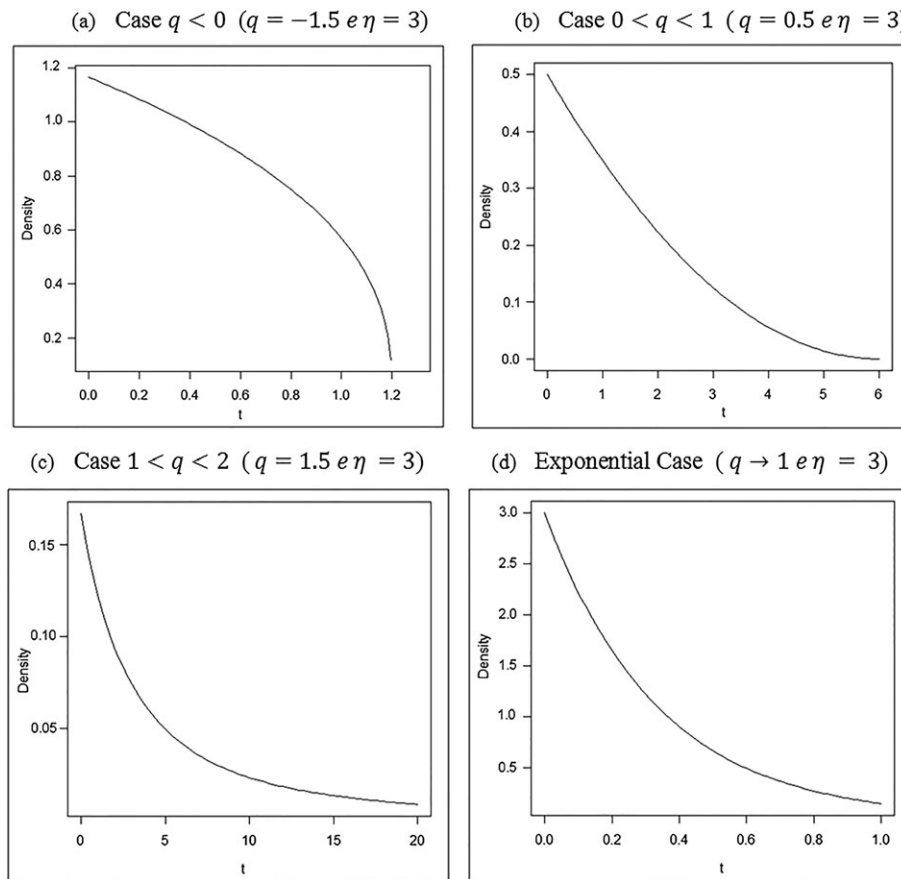 (a) Case q < 0 (q = −1.5 e η = 3)
1.2
1.0
0.8
0.6
0.4
0.2
Density
0.0 0.2 0.4 0.6 0.8 1.0 1.2
t
(b) Case 0 < q < 1 ( q = 0.5 e η = 3)
0.5
0.4
0.3
0.2
0.1
0.0
Density
0 1 2 3 4 5 6
t
(c) Case 1 < q < 2 ( q = 1.5 e η = 3)
0.15
0.10
0.05
Density
0 5 10 15 20
t
(d) Exponential Case ( q → 1 e η = 3)
3.0
2.5
2.0
1.5
1.0
0.5
Density
0.0 0.2 0.4 0.6 0.8 1.0
t